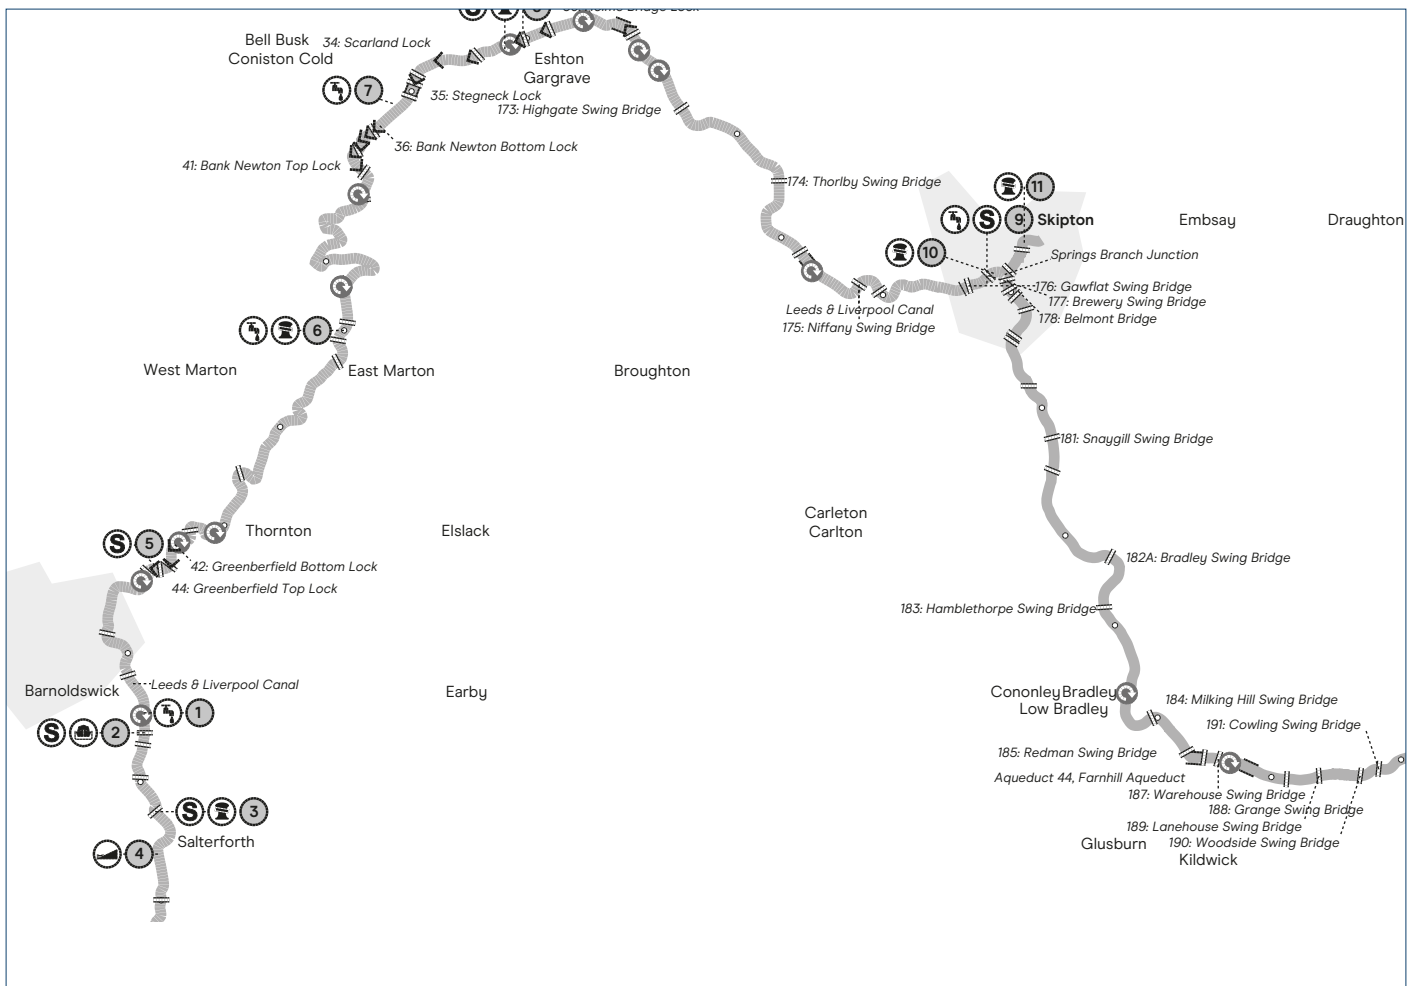 S
Bell Busk
Coniston Cold
34: Scarland Lock
Eshton
Gargrave
7
35: Stegneck Lock
173: Highgate Swing Bridge
36: Bank Newton Bottom Lock
41: Bank Newton Top Lock
174: Thorlby Swing Bridge
11
S 9 Skipton
Embsay
Draughton
10
Springs Branch Junction
176: Gawflat Swing Bridge
177: Brewery Swing Bridge
178: Belmont Bridge
Leeds & Liverpool Canal
175: Niffany Swing Bridge
6
West Marton
East Marton
Broughton
181: Snaygill Swing Bridge
Carleton
Carlton
Thornton
Elslack
S 5
42: Greenberfield Bottom Lock
44: Greenberfield Top Lock
182A: Bradley Swing Bridge
183: Hamblethorpe Swing Bridge
Leeds & Liverpool Canal
Barnoldswick
Earby
Cononley
Bradley
Low Bradley
184: Milking Hill Swing Bridge
191: Cowling Swing Bridge
1
S 2
185: Redman Swing Bridge
Aqueduct 44, Farnhill Aqueduct
187: Warehouse Swing Bridge
188: Grange Swing Bridge
189: Lanehouse Swing Bridge
190: Woodside Swing Bridge
S 3
Salterforth
4
Glusburn
Kildwick